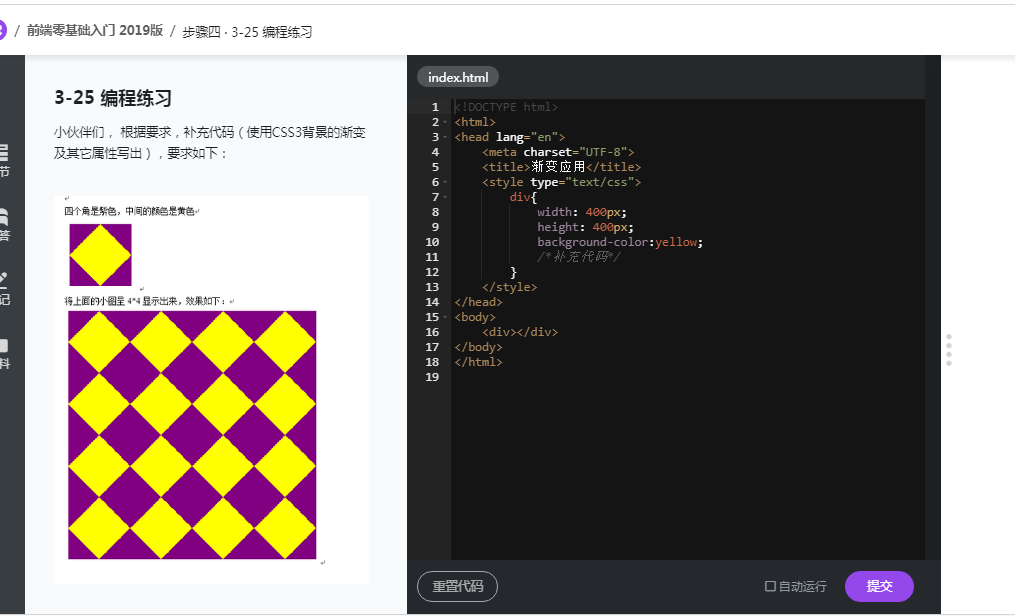 / 前端零基础入门 2019版 / 步骤四 · 3-25 编程练习
节
答
记
料
3-25 编程练习
小伙伴们， 根据要求，补充代码（使用CSS3背景的渐变
及其它属性写出），要求如下：
四个角是紫色，中间的颜色是黄色
将上面的小圆呈 4*4 显示出来，效果如下：
index.html
1 <!DOCTYPE html>
2 <html>
3 <head lang="en">
4 <meta charset="UTF-8">
5 <title>渐变应用</title>
6 <style type="text/css">
7 div{
8 width: 400px;
9 height: 400px;
10 background-color:yellow;
11 /*补充代码*/
12 }
13 </style>
14 </head>
15 <body>
16 <div></div>
17 </body>
18 </html>
19
重置代码
自动运行
提交